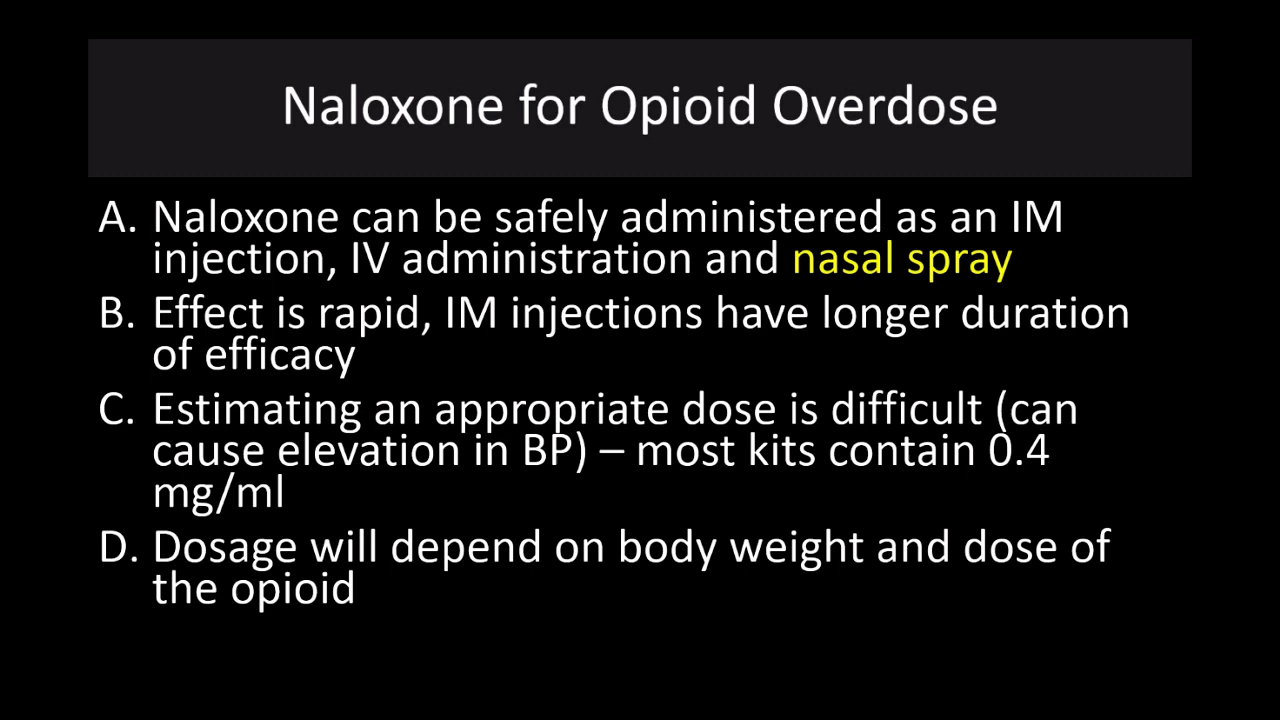 Naloxone for Opioid Overdose
A. Naloxone can be safely administered as an IM
injection, IV administration and nasal spray
B. Effect is rapid, IM injections have longer duration
of efficacy
C. Estimating an appropriate dose is difficult (can
cause elevation in BP) – most kits contain 0.4
mg/ml
D. Dosage will depend on body weight and dose of
the opioid